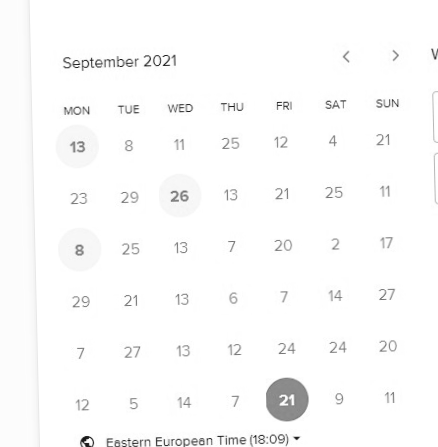 September 2021
MON TUE WED THU FRI SAT SUN
13 8 11 25 12 4 21
23 29 26 13 21 25 11
8 25 13 7 20 2 17
29 21 13 6 7 14 27
7 27 13 12 24 24 20
12 5 14 7 21 9 11
Eastern European Time (18:09)